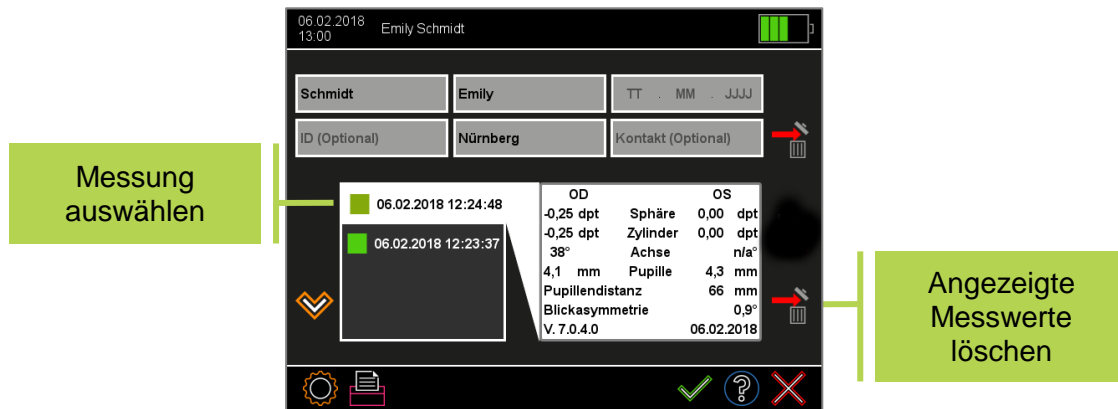 06.02.2018
13:00
Emily Schmidt
Schmidt
Emily
TT . MM . JJJJ
ID (Optional)
Nürnberg
Kontakt (Optional)
Messung
auswählen
06.02.2018 12:24:48
06.02.2018 12:23:37
OD OS
-0,25 dpt Sphäre 0,00 dpt
-0,25 dpt Zylinder 0,00 dpt
38° Achse n/a°
4,1 mm Pupille 4,3 mm
Pupillendistanz 66 mm
Blickasymmetrie 0,9°
V. 7.0.4.0 06.02.2018
Angezeigte
Messwerte
löschen
?